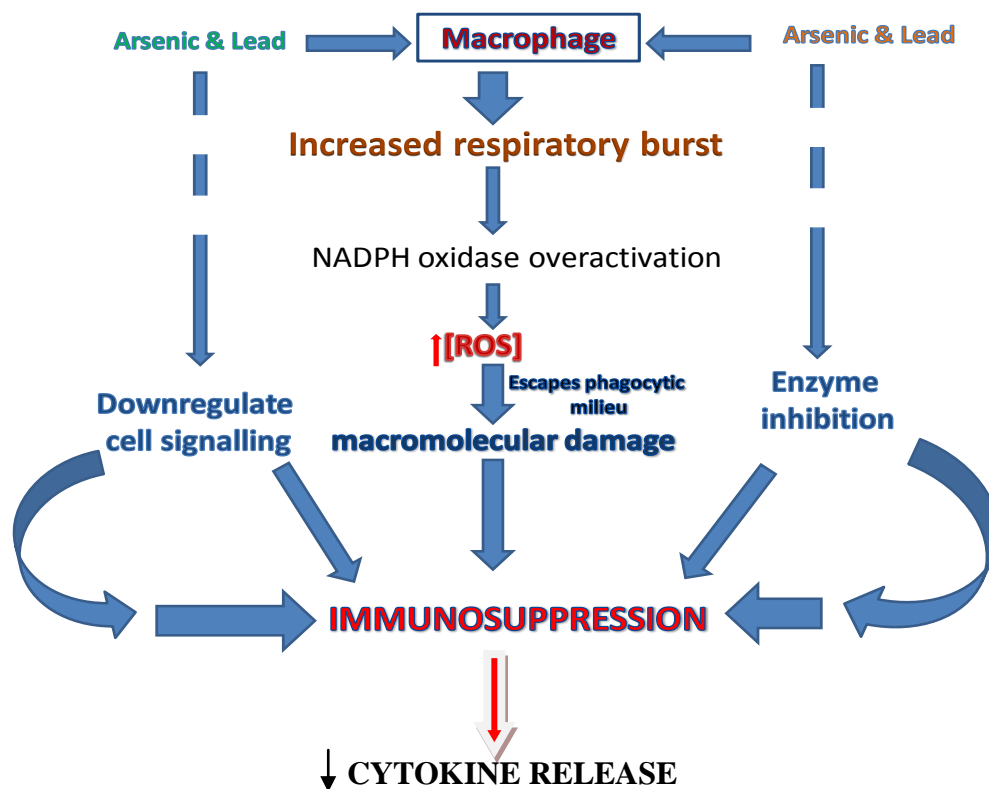 Arsenic & Lead
Macrophage
Arsenic & Lead
Increased respiratory burst
NADPH oxidase overactivation
[ROS]
Escapes phagocytic
milieu
Downregulate
cell signalling
macromolecular damage
Enzyme
inhibition
IMMUNOSUPPRESSION
CYTOKINE RELEASE